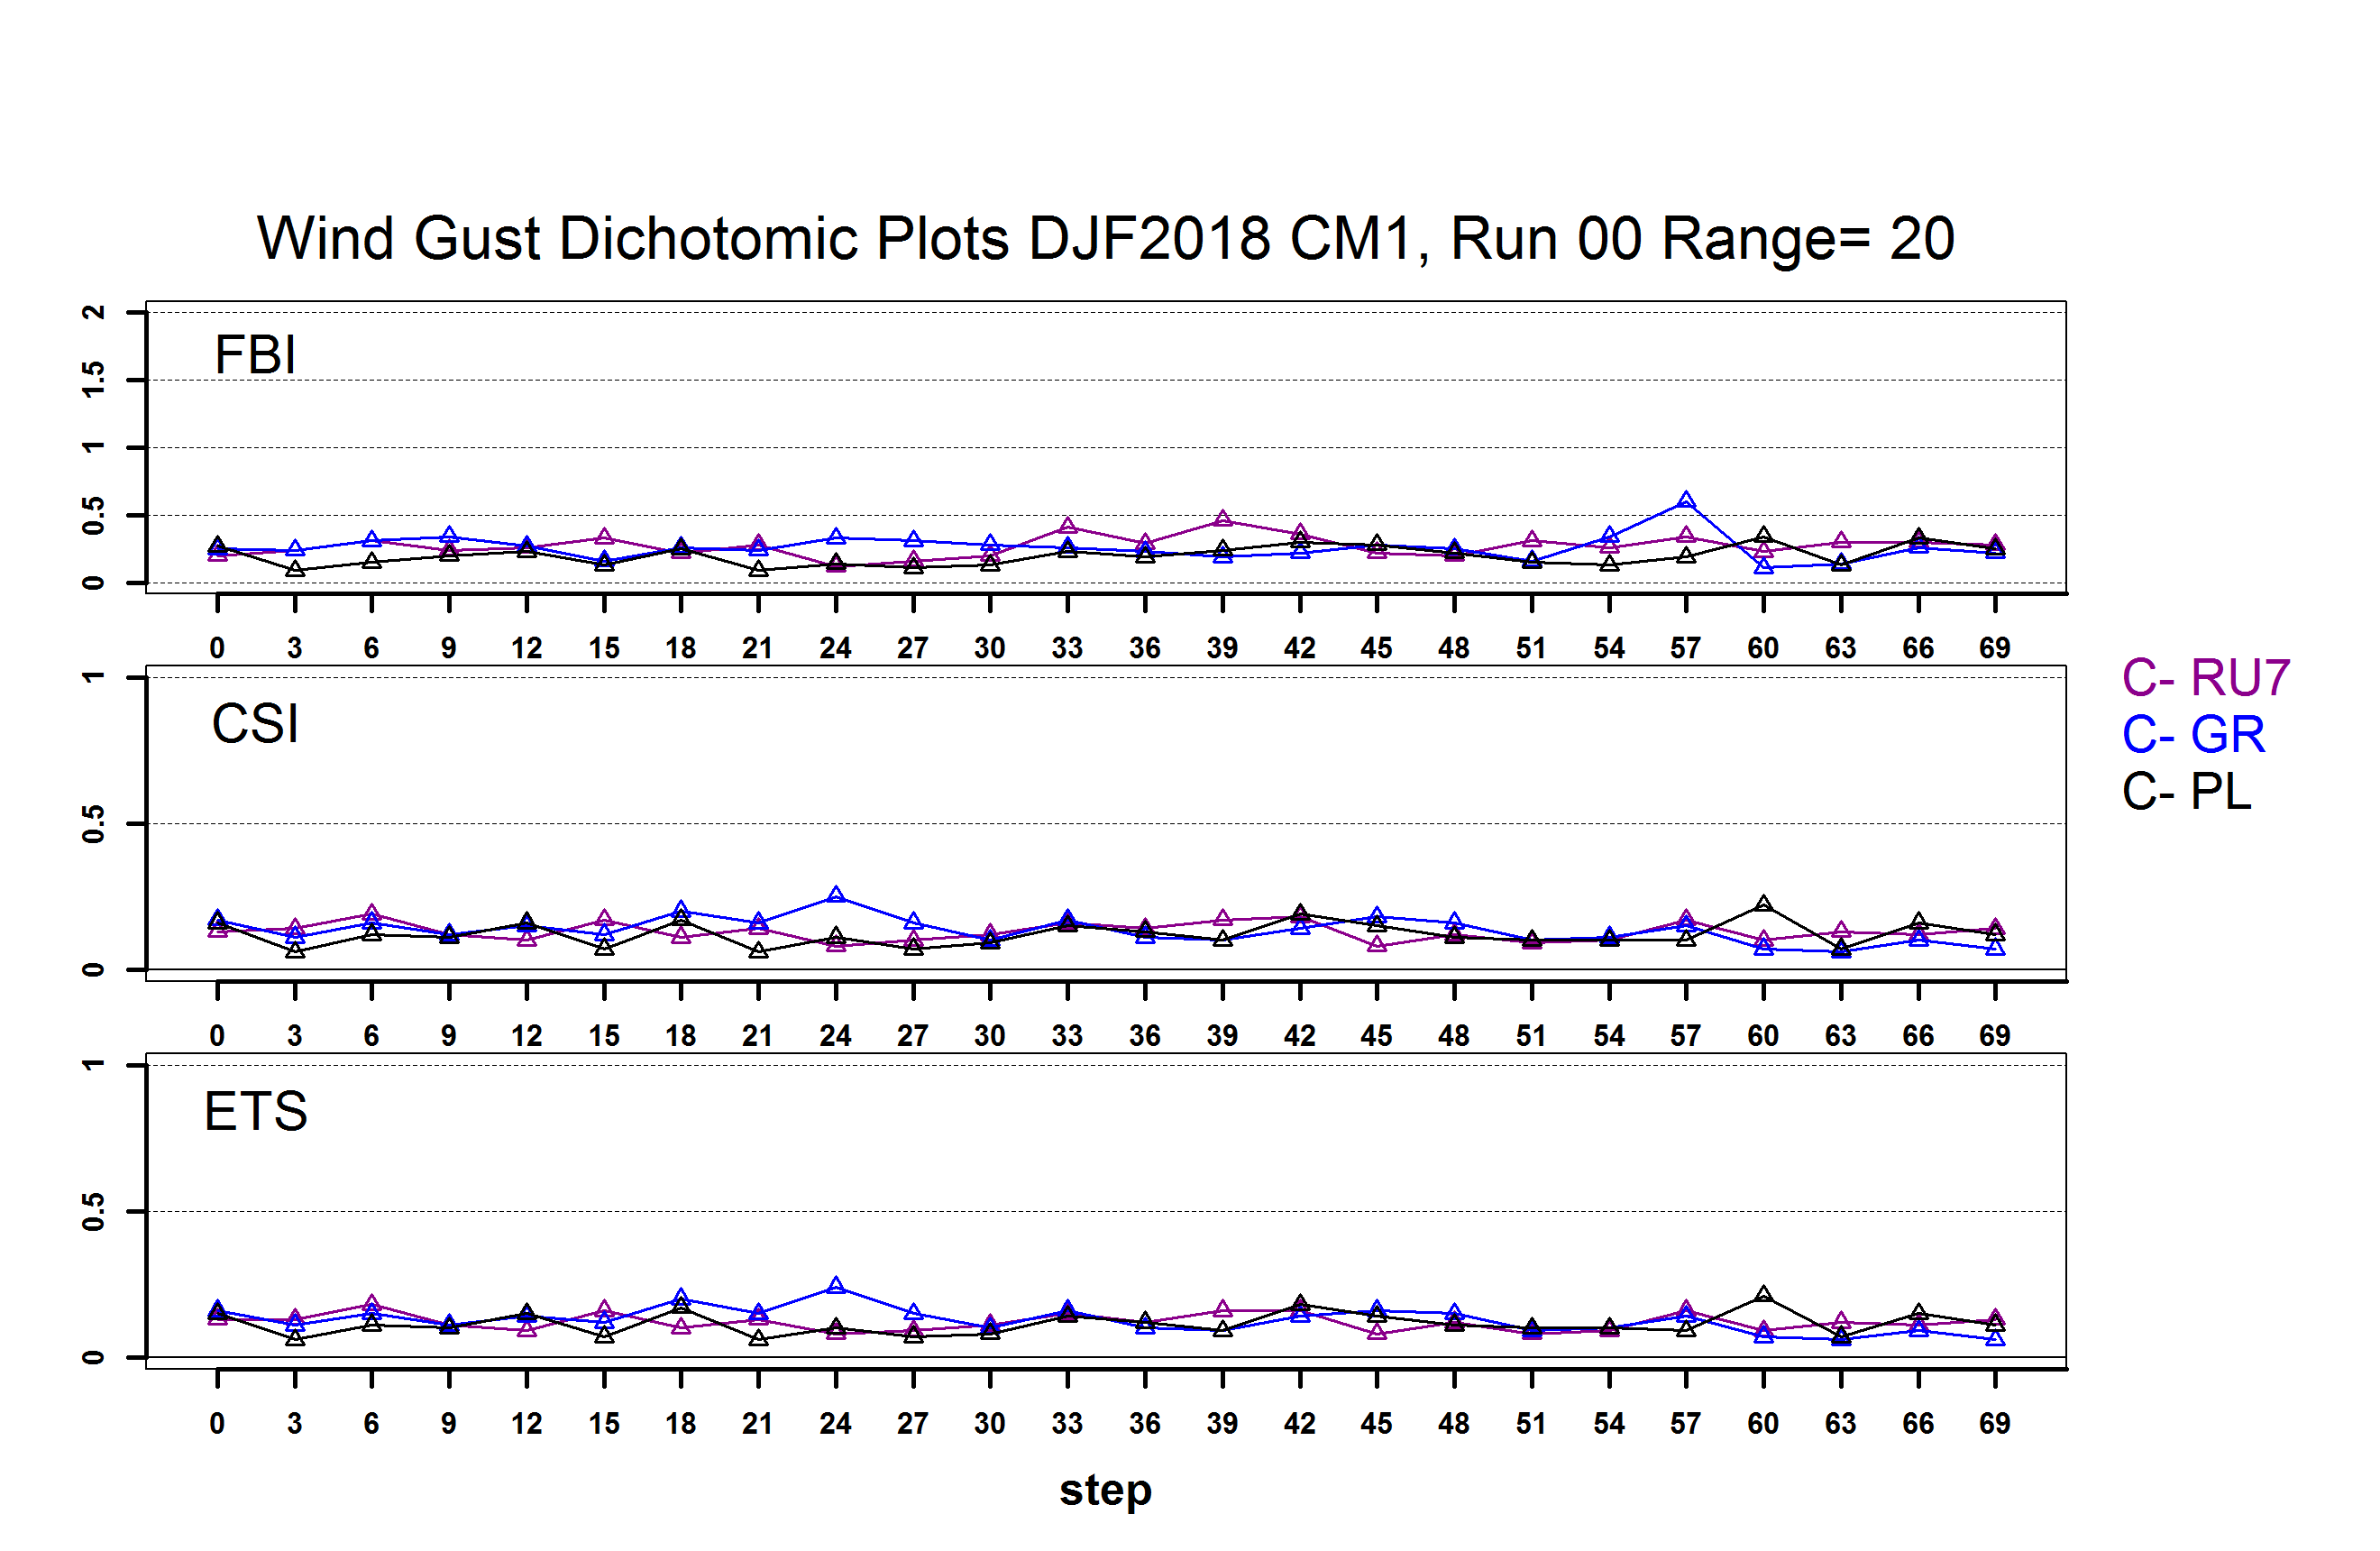 Wind Gust Dichotomic Plots DJF2018 CM1, Run 00 Range= 20
FBI
2
1.5
1
0.5
0
0 3 6 9 12 15 18 21 24 27 30 33 36 39 42 45 48 51 54 57 60 63 66 69
CSI
1
0.5
0
0 3 6 9 12 15 18 21 24 27 30 33 36 39 42 45 48 51 54 57 60 63 66 69
ETS
1
0.5
0
0 3 6 9 12 15 18 21 24 27 30 33 36 39 42 45 48 51 54 57 60 63 66 69
step
C- RU7
C- GR
C- PL